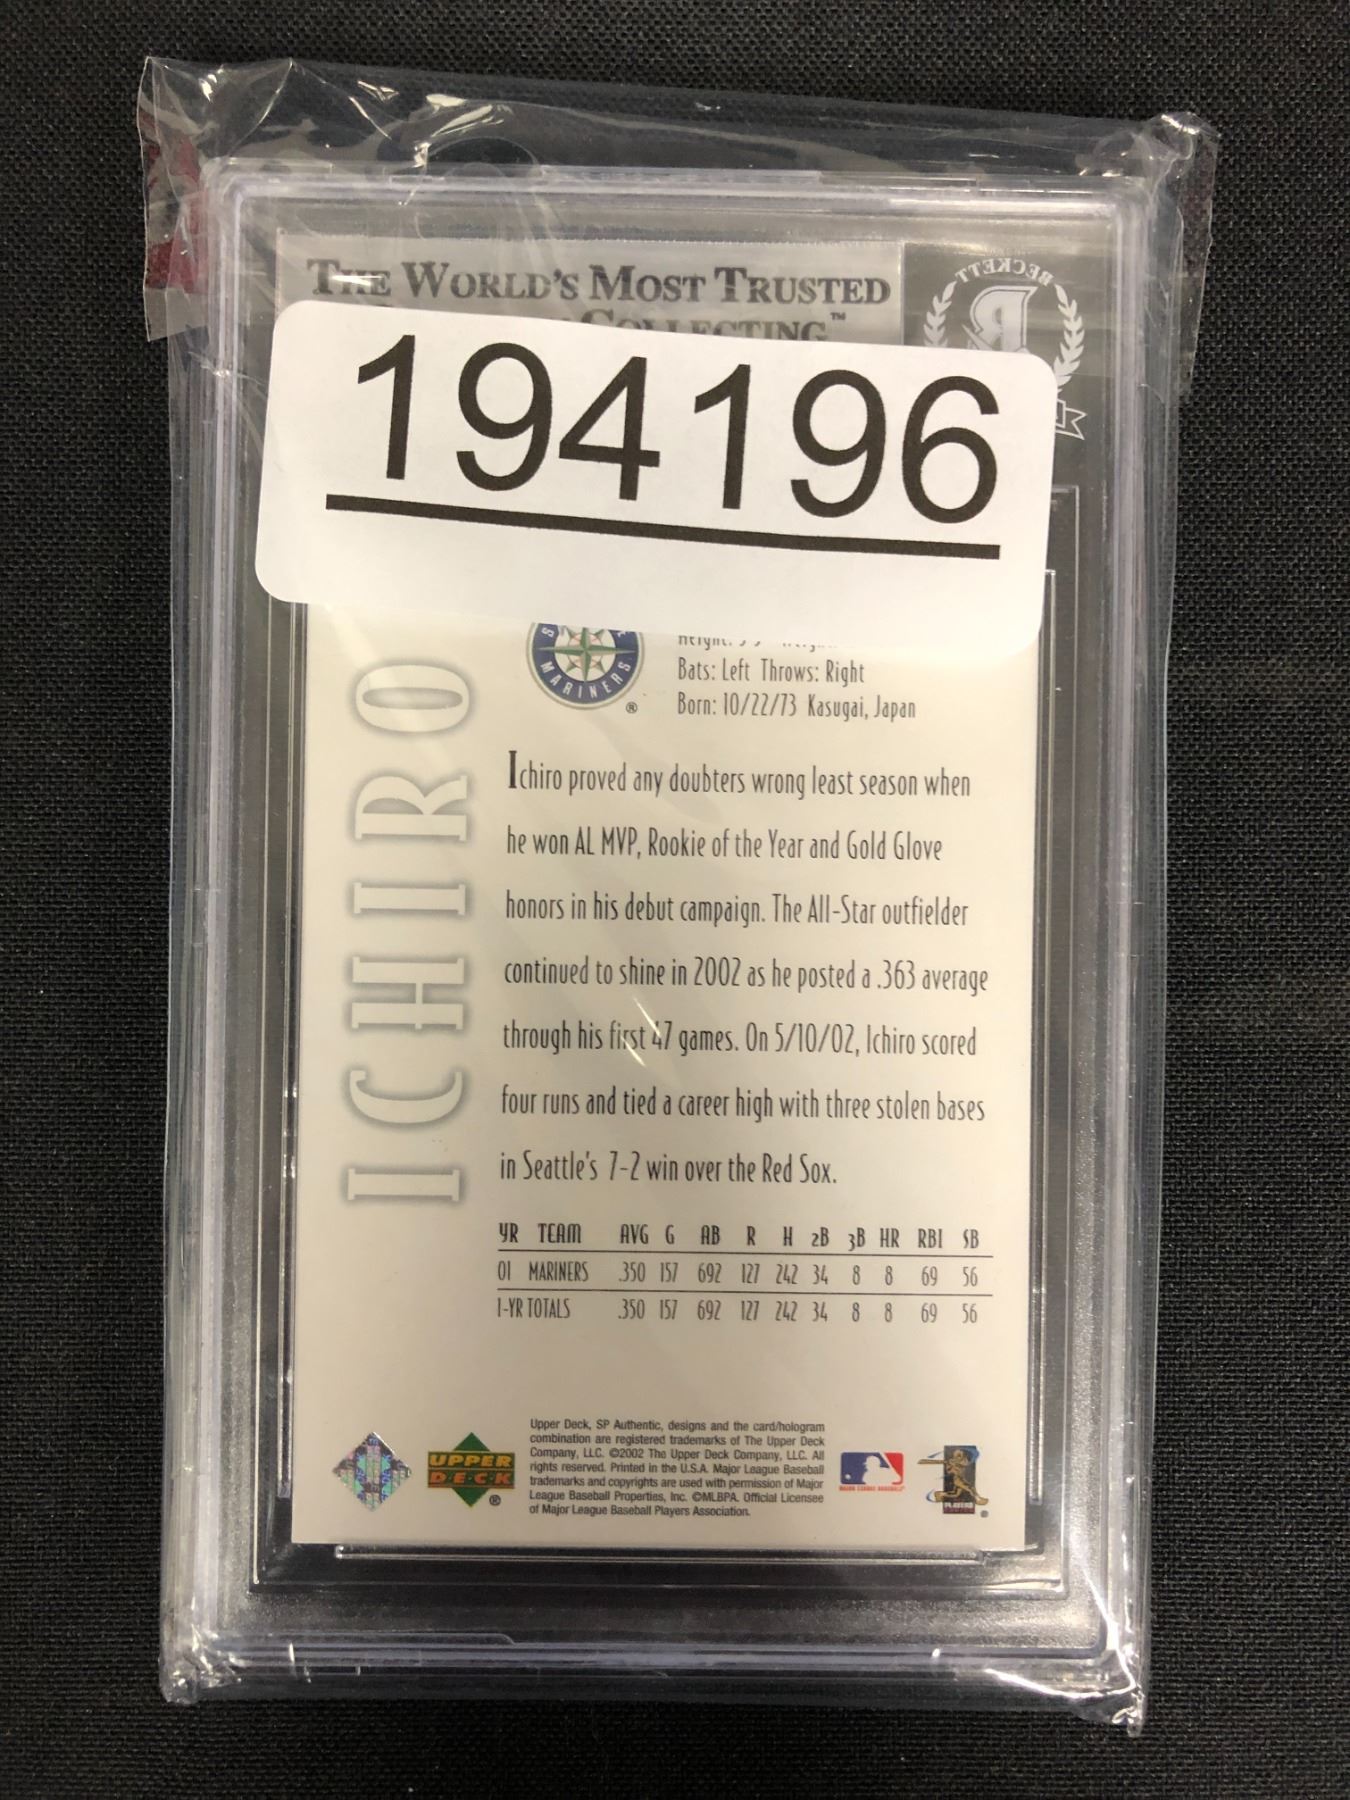 THE WORLD'S MOST TRUSTED
COLLECTING™
BECKETT
194196
MARINERS
®
Bats: Left Throws: Right
Born: 10/22/73 Kasugai, Japan
ICHIRO
Ichiro proved any doubters wrong least season when
he won AL MVP, Rookie of the Year and Gold Glove
honors in his debut campaign. The All-Star outfielder
continued to shine in 2002 as he posted a .363 average
through his first 47 games. On 5/10/02, Ichiro scored
four runs and tied a career high with three stolen bases
in Seattle's 7-2 win over the Red Sox.
YR TEAM AVG G AB R H 2B 3B HR RBI SB
01 MARINERS .350 157 692 127 242 34 8 8 69 56
1-YR TOTALS .350 157 692 127 242 34 8 8 69 56
UPPER
DECK
®
Upper Deck, SP Authentic, designs and the card/hologram
combination are registered trademarks of The Upper Deck
Company, LLC. ©2002 The Upper Deck Company, LLC. All
rights reserved. Printed in the U.S.A. Major League Baseball
trademarks and copyrights are used with permission of Major
League Baseball Properties, Inc. ©MLBPA. Official Licensee
of Major League Baseball Players Association.
MAJOR LEAGUE BASEBALL
PLAYERS